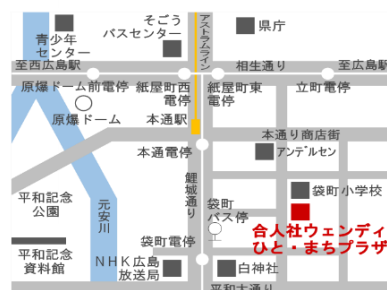 青少年
センター
そごう
バスセンター
アストラムライン
県庁
至西広島駅
相生通り
至広島駅
原爆ドーム前電停
紙屋町西
電停
紙屋町東
電停
立町電停
原爆ドーム
本通駅
本通り商店街
本通電停
アンデルセン
平和記念
公園
元安川
鯉城通り
袋町
バス停
袋町小学校
合人社ウェンディ
ひと・まちプラザ
袋町電停
平和記念
資料館
NHK広島
放送局
白神社
平和大通り